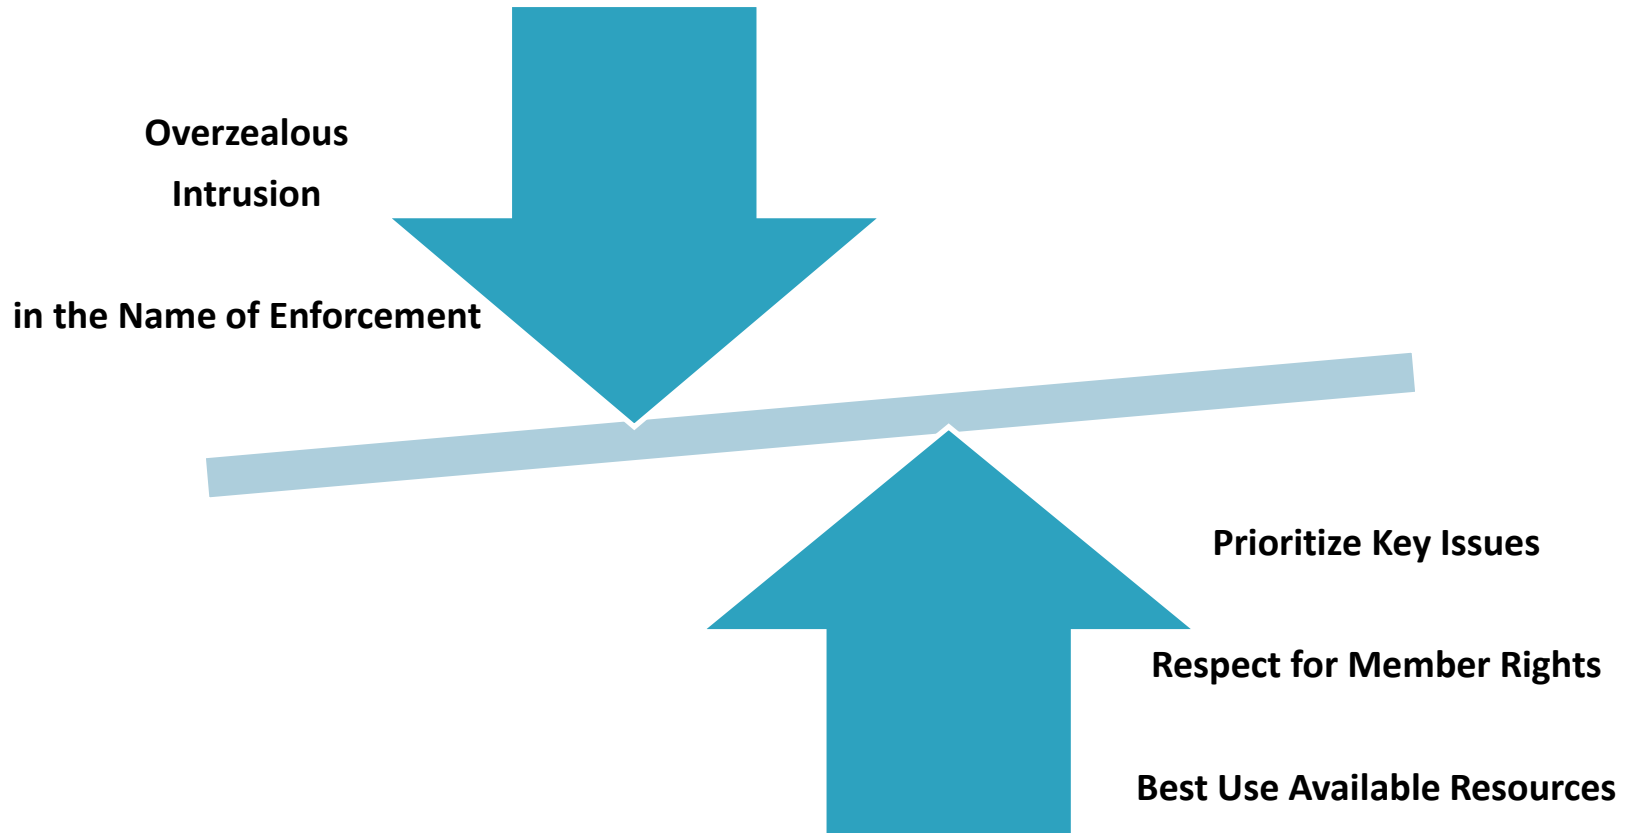 Overzealous
Intrusion
in the Name of Enforcement
Prioritize Key Issues
Respect for Member Rights
Best Use Available Resources